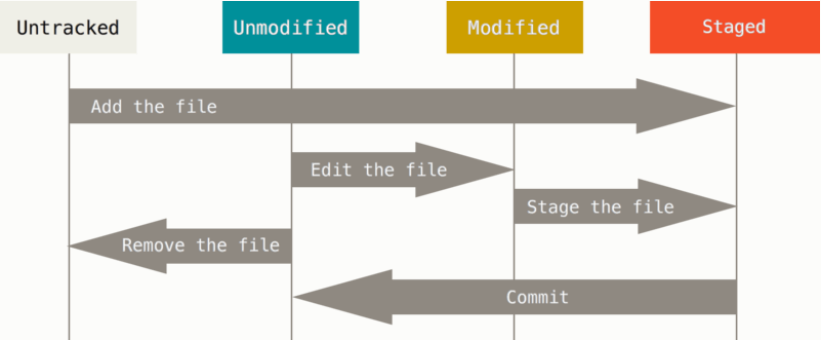 Untracked
Unmodified
Modified
Staged
Add the file
Edit the file
Stage the file
Remove the file
Commit